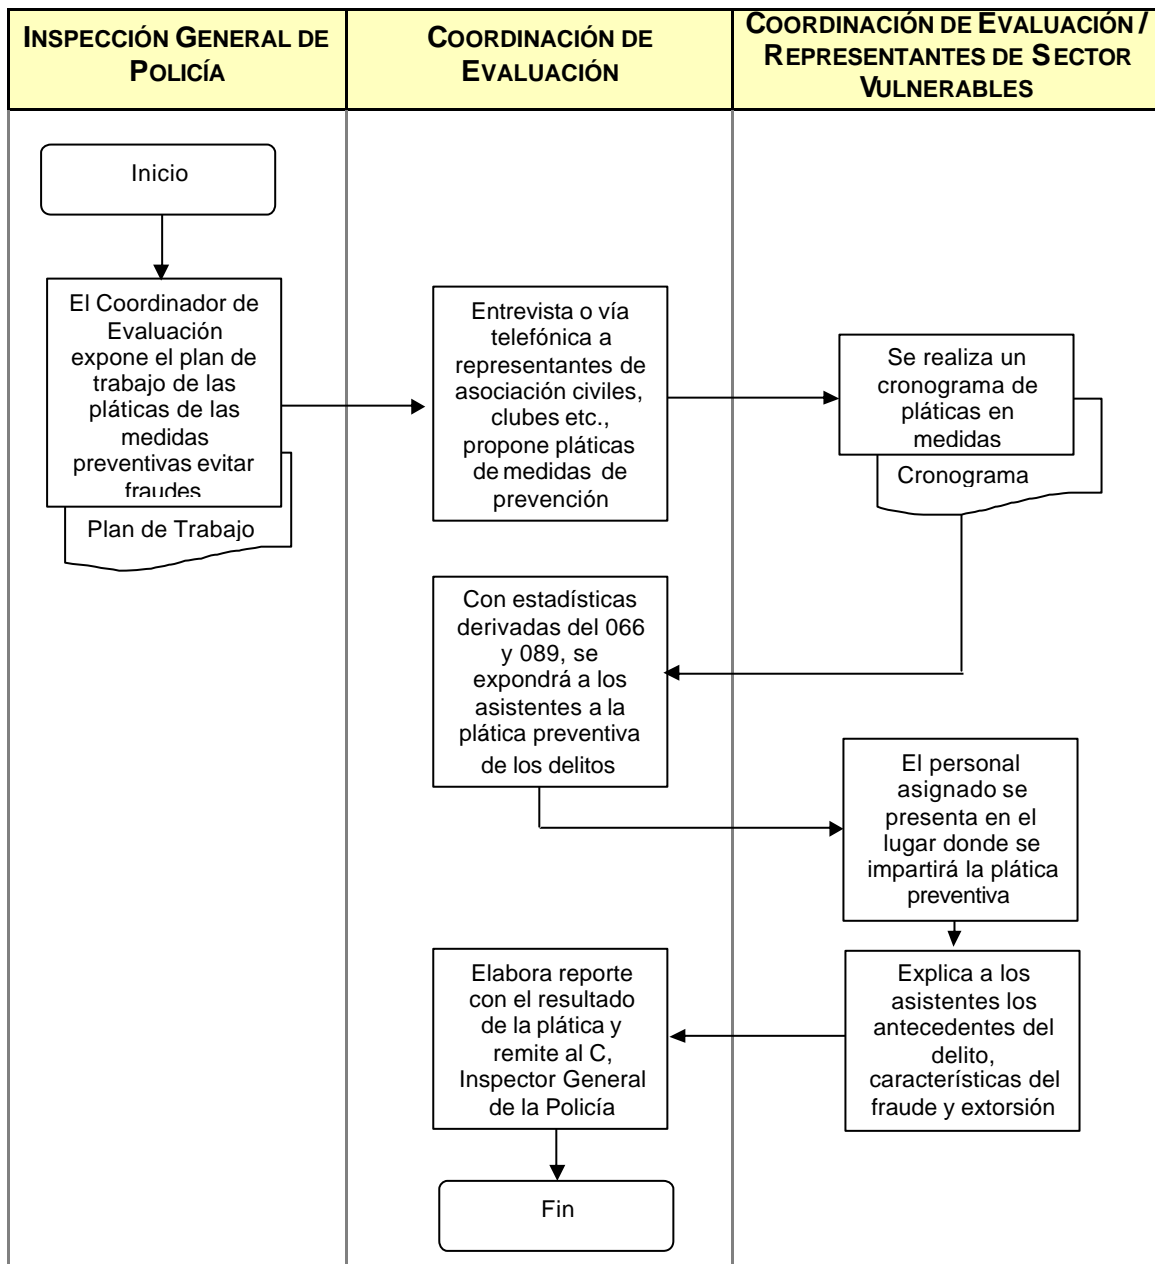 INSPECCIÓN GENERAL DE
POLICÍA
COORDINACIÓN DE
EVALUACIÓN
COORDINACIÓN DE EVALUACIÓN /
REPRESENTANTES DE SECTOR
VULNERABLES
Inicio
El Coordinador de
Evaluación
expone el plan de
trabajo de las
pláticas de las
medidas
preventivas evitar
fraudes
Plan de Trabajo
Entrevista o vía
telefónica a
representantes de
asociación civiles,
clubes etc.,
propone pláticas
de medidas de
prevención
Se realiza un
cronograma de
pláticas en
medidas
Cronograma
Con estadísticas
derivadas del 066
y 089, se
expondrá a los
asistentes a la
plática preventiva
de los delitos
El personal
asignado se
presenta en el
lugar donde se
impartirá la plática
preventiva
Explica a los
asistentes los
antecedentes del
delito,
características del
fraude y extorsión
Elabora reporte
con el resultado
de la plática y
remite al C,
Inspector General
de la Policía
Fin